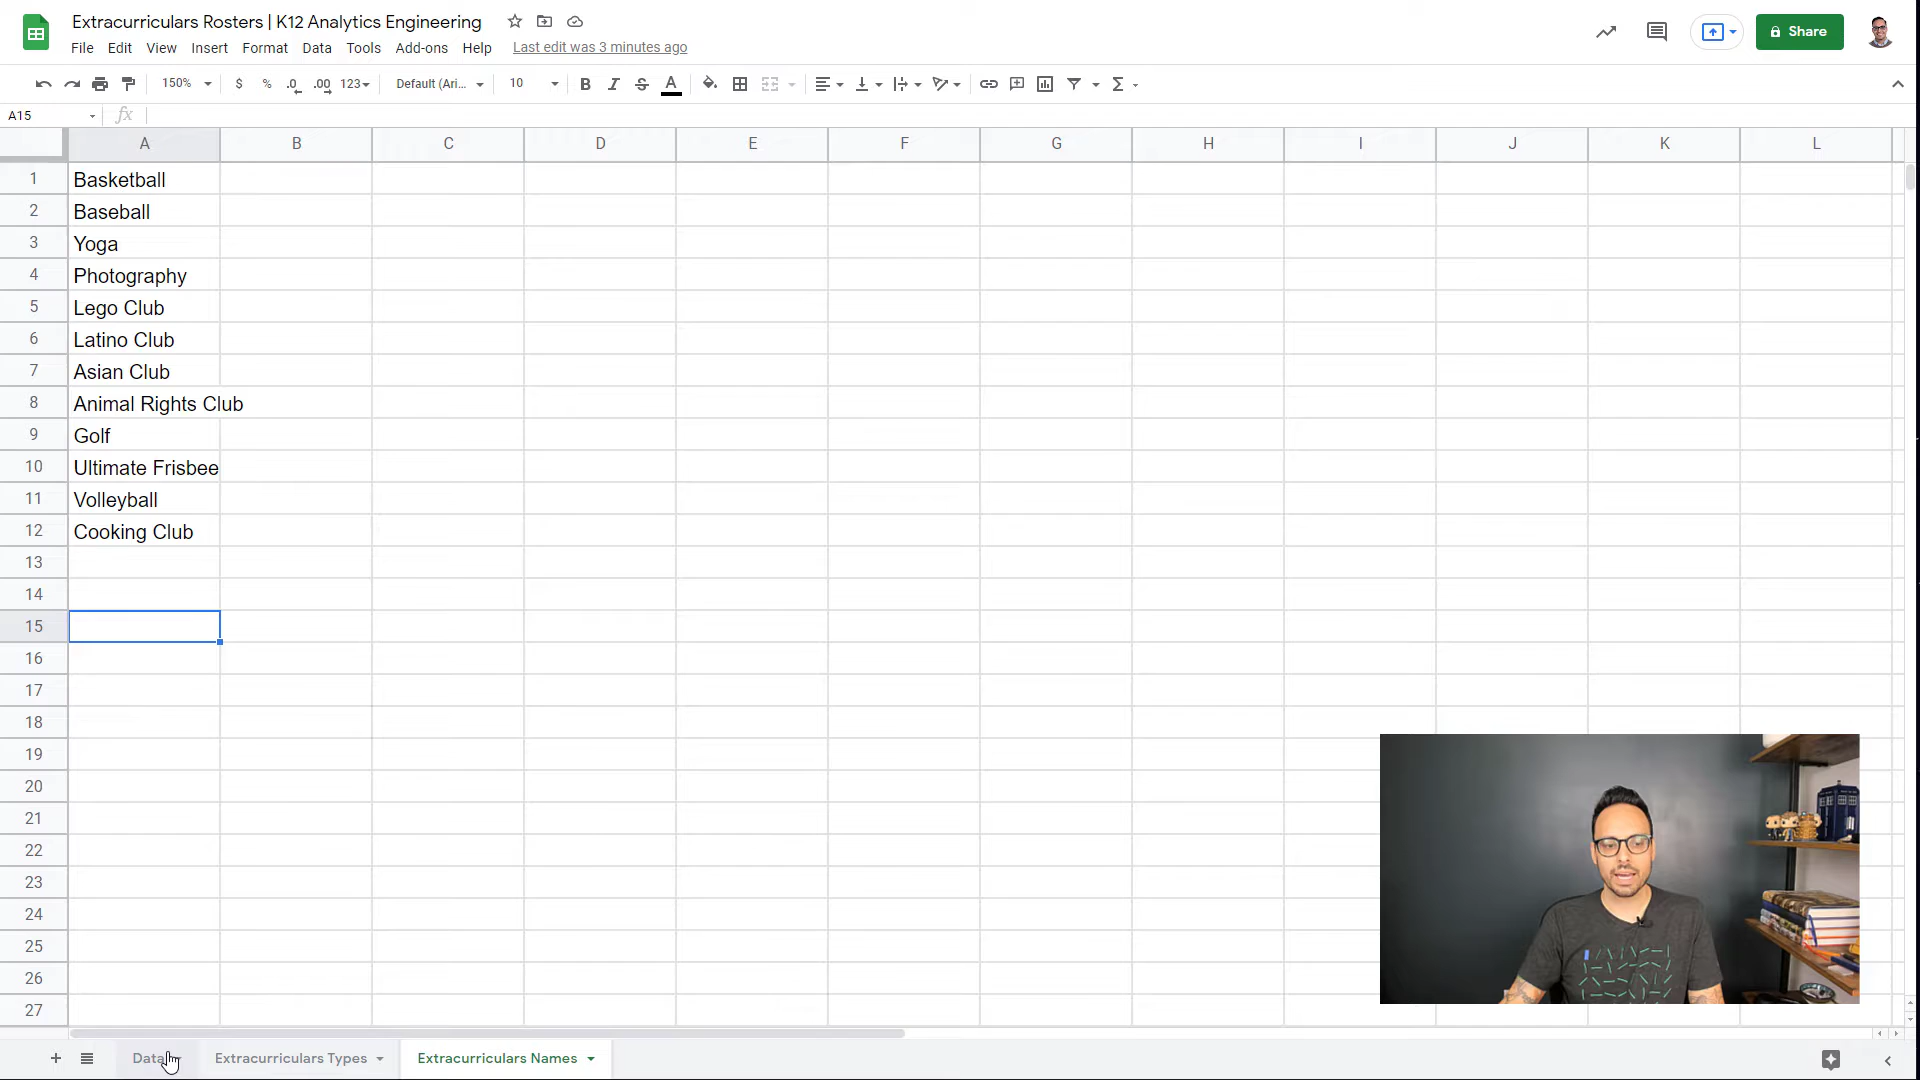 Extracurriculars Rosters | K12 Analytics Engineering
File Edit View Insert Format Data Tools Add-ons Help Last edit was 3 minutes ago
Share
150% $ % .0 .00 123 Default (Ari... 10 B I S A Σ
A15 fx
A B C D E F G H I J K L
1 Basketball
2 Baseball
3 Yoga
4 Photography
5 Lego Club
6 Latino Club
7 Asian Club
8 Animal Rights Club
9 Golf
10 Ultimate Frisbee
11 Volleyball
12 Cooking Club
13
14
15
16
17
18
19
20
21
22
23
24
25
26
27
Data Extracurriculars Types Extracurriculars Names